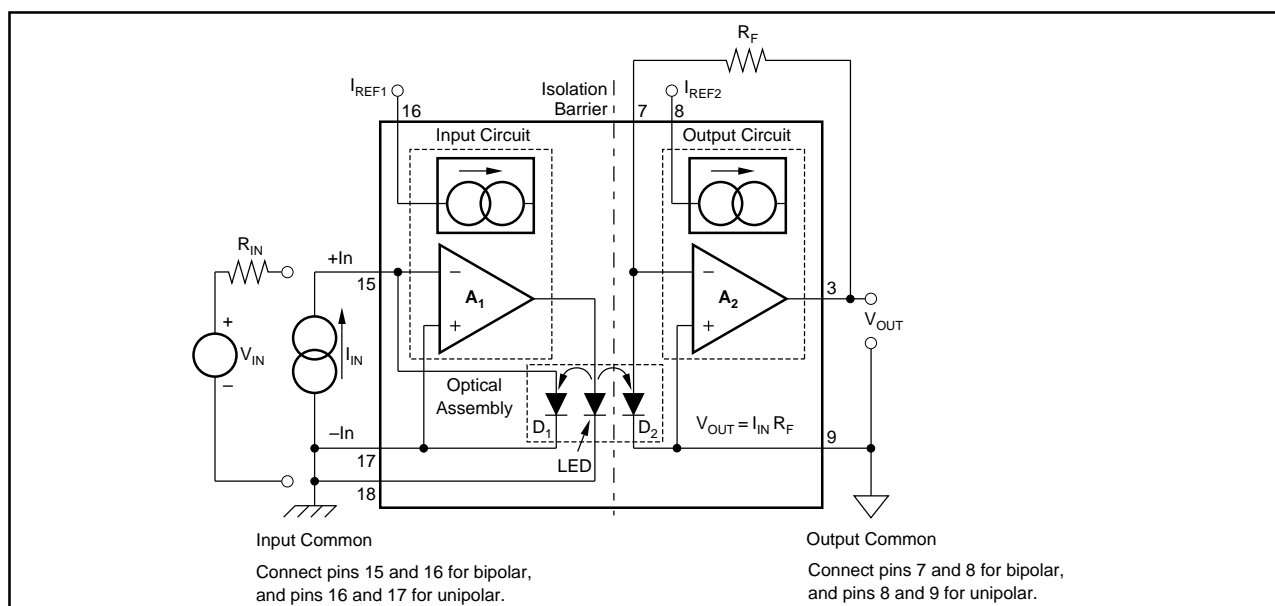 R_F
I_REF1
16
Isolation
Barrier
7
I_REF2
8
Input Circuit
Output Circuit
R_IN
+In
15
−
A_1
+
−
A_2
+
3
V_OUT
+
V_IN
−
I_IN
Optical
Assembly
D_1
D_2
V_OUT = I_IN R_F
–In
17
LED
9
18
Input Common
Connect pins 15 and 16 for bipolar,
and pins 16 and 17 for unipolar.
Output Common
Connect pins 7 and 8 for bipolar,
and pins 8 and 9 for unipolar.